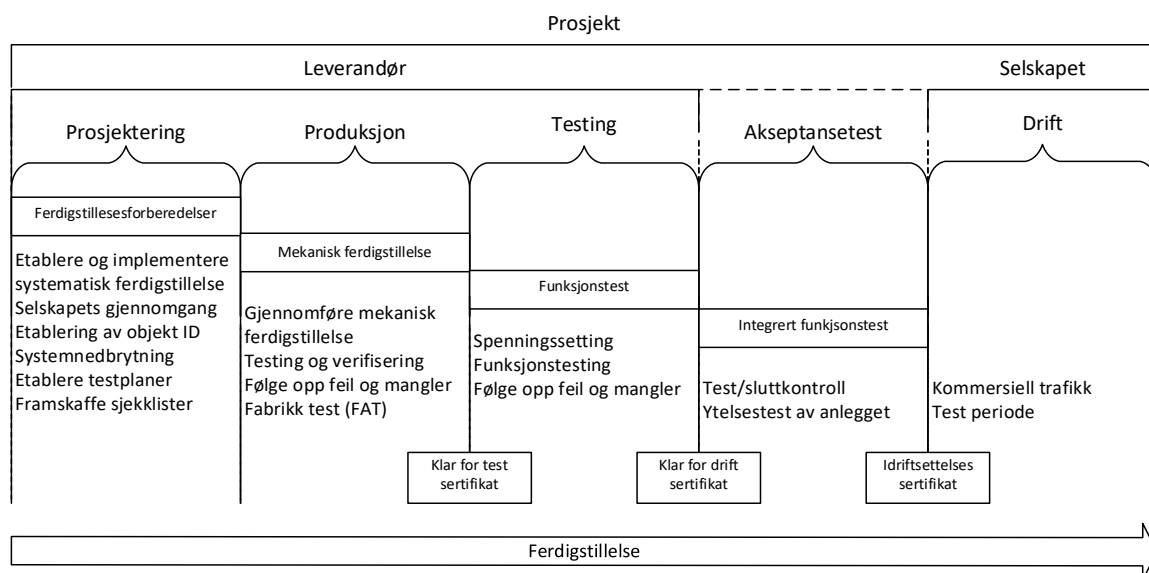 Prosjekt
Leverandør
Selskapet
Prosjektering
Produksjon
Testing
Akseptansetest
Drift
Ferdigstillesesforberedelser
Etablere og implementere
systematisk ferdigstillelse
Selskapets gjennomgang
Etablering av objekt ID
Systemnedbrytning
Etablere testplaner
Framskaffe sjekklister
Mekanisk ferdigstillelse
Gjennomføre mekanisk
ferdigstillelse
Testing og verifisering
Følge opp feil og mangler
Fabrikk test (FAT)
Funksjonstest
Spenningssetting
Funksjonstesting
Følge opp feil og mangler
Integrert funkjsonstest
Test/sluttkontroll
Ytelsestest av anlegget
Kommersiell trafikk
Test periode
Klar for test
sertifikat
Klar for drift
sertifikat
Idriftsettelses
sertifikat
Ferdigstillelse